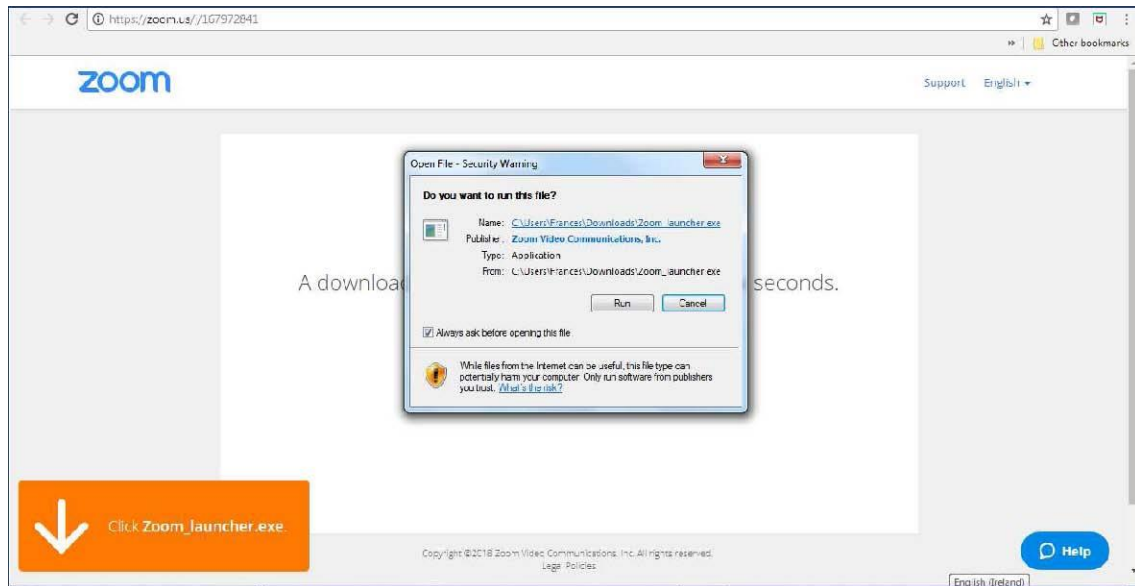 https://zoom.us//167972841
» Other bookmarks
zoom
Support English
Open File - Security Warning
Do you want to run this file?
Name: C:\Users\Frances\Downloads\Zoom_launcher.exe
Publisher: Zoom Video Communications, Inc.
Type: Application
From: C:\Users\Frances\Downloads\Zoom_launcher.exe
A download seconds.
Run Cancel
Always ask before opening this file
While files from the Internet can be useful, this file type can
potentially harm your computer. Only run software from publishers
you trust. What's the risk?
Click Zoom_launcher.exe.
Help
Copyright ©2018 Zoom Video Communications, Inc. All rights reserved.
Legal Policies
English (Ireland)